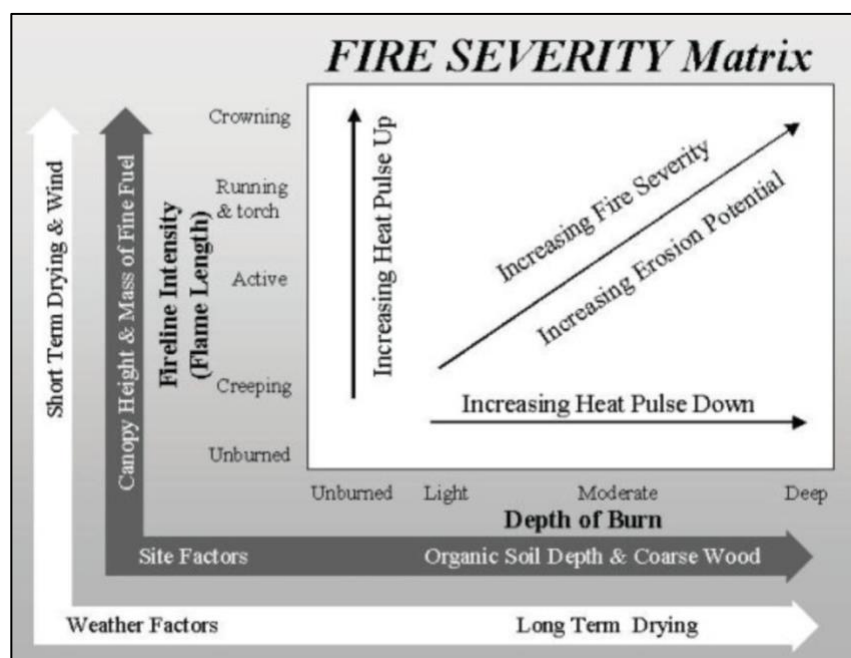 FIRE SEVERITY Matrix
Short Term Drying & Wind
Canopy Height & Mass of Fine Fuel
Fireline Intensity
(Flame Length)
Crowning
Running
& torch
Active
Creeping
Unburned
Increasing Heat Pulse Up
Increasing Fire Severity
Increasing Erosion Potential
Increasing Heat Pulse Down
Unburned Light Moderate Deep
Depth of Burn
Site Factors Organic Soil Depth & Coarse Wood
Weather Factors Long Term Drying